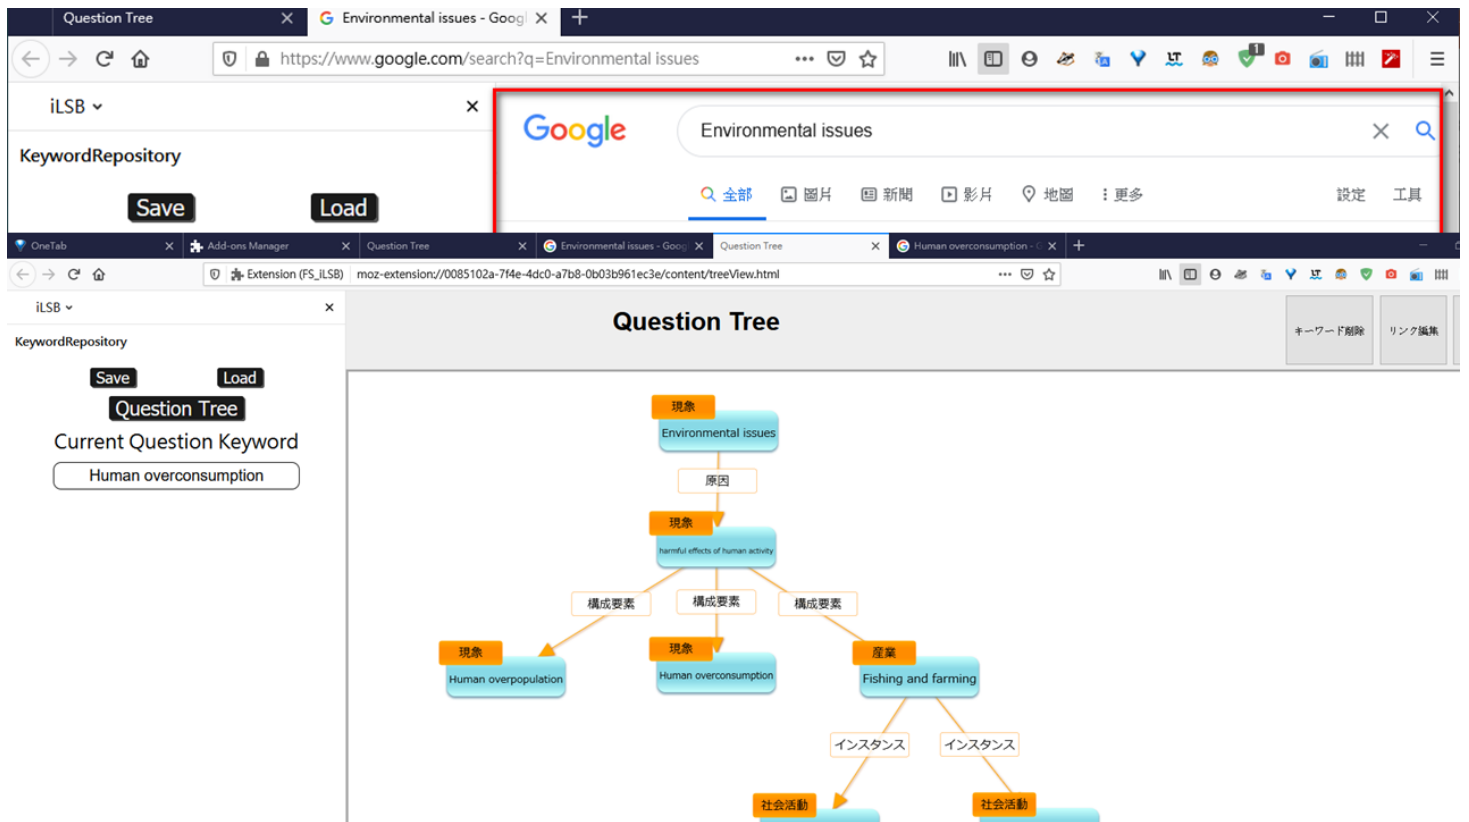 Question Tree
Environmental issues - Googl
https://www.google.com/search?q=Environmental issues
1
iLSB
KeywordRepository
Save
Load
Google
Environmental issues
全部
圖片
新聞
影片
地圖
更多
設定
工具
OneTab
Add-ons Manager
Question Tree
Environmental issues - Goog
Question Tree
Human overconsumption - G
Extension (FS_iLSB)
moz-extension://0085102a-7f4e-4dc0-a7b8-0b03b961ec3e/content/treeView.html
iLSB
KeywordRepository
Save
Load
Question Tree
Current Question Keyword
Human overconsumption
Question Tree
キーワード削除
リンク編集
現象
Environmental issues
原因
現象
harmful effects of human activity
構成要素
構成要素
構成要素
現象
Human overpopulation
現象
Human overconsumption
産業
Fishing and farming
インスタンス
インスタンス
社会活動
社会活動